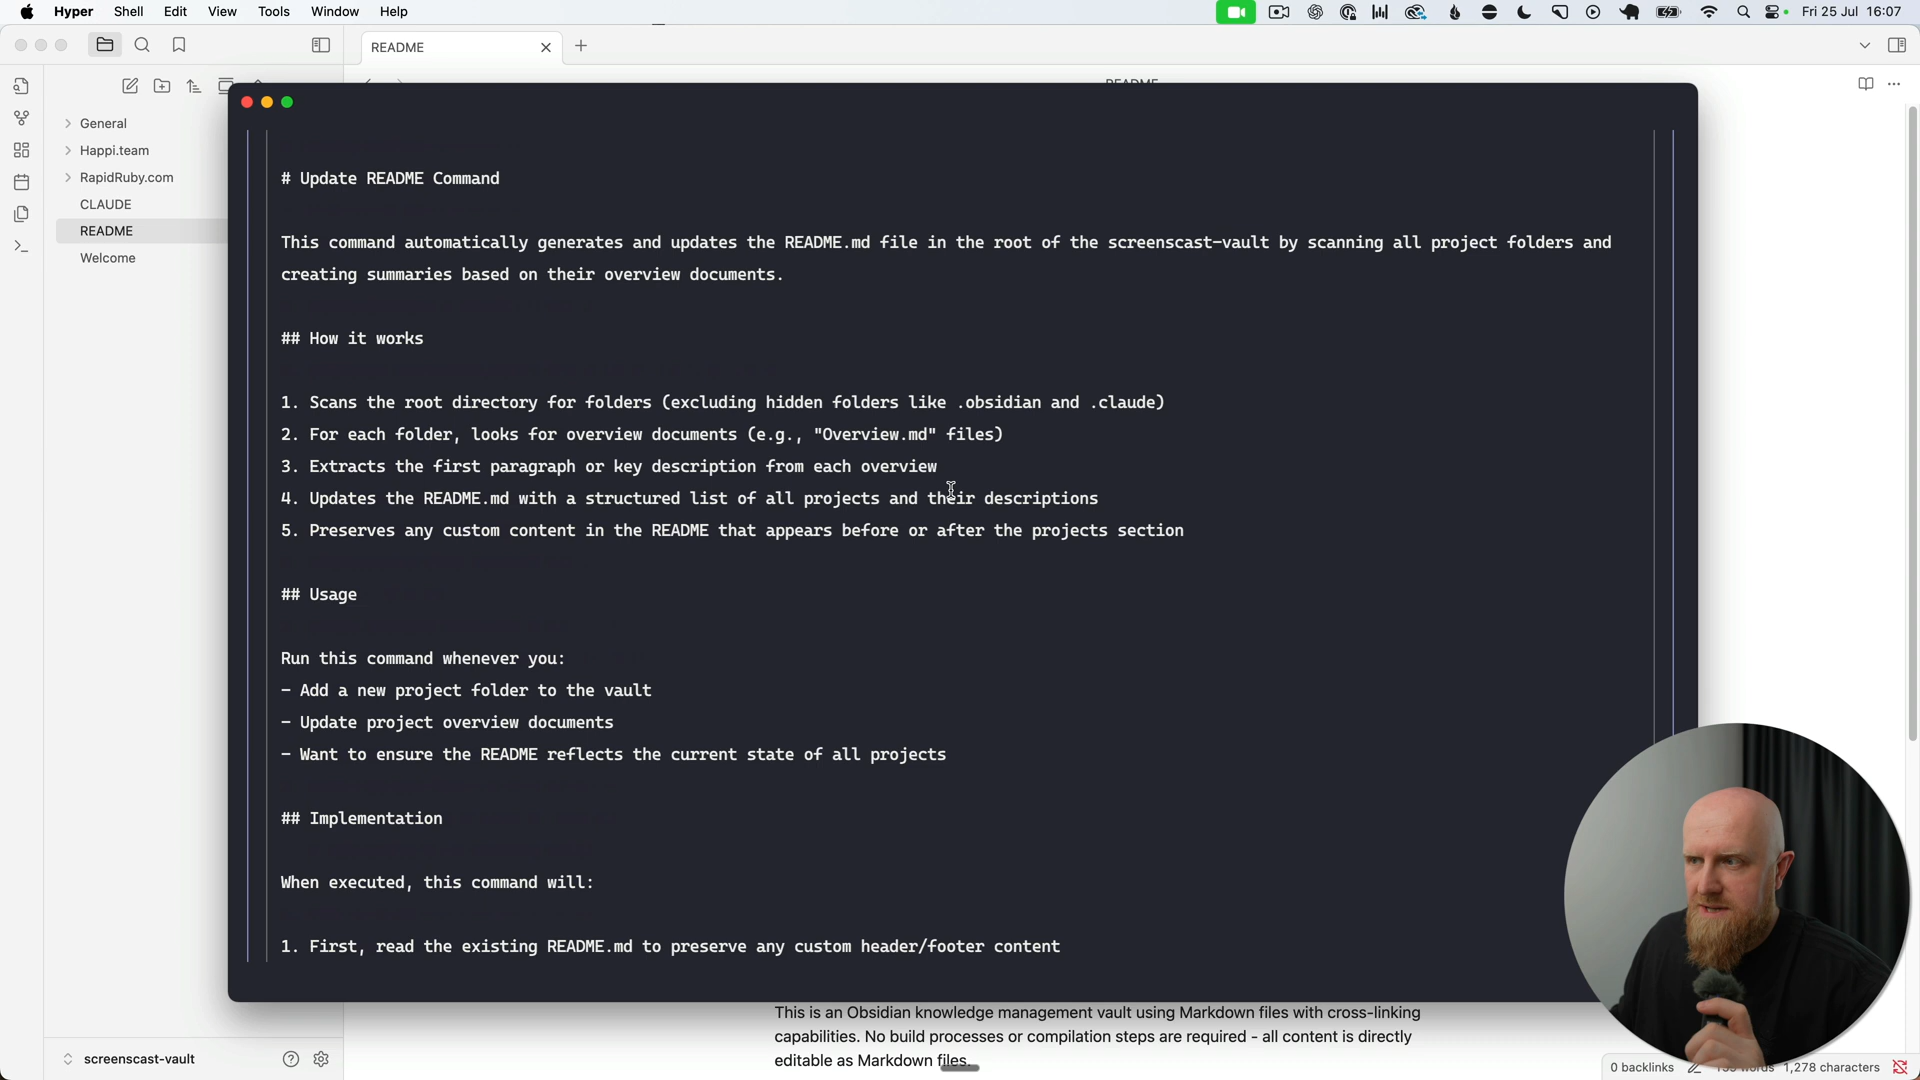 Hyper Shell Edit View Tools Window Help
Fri 25 Jul 16:07
README
General
Happi.team
RapidRuby.com
CLAUDE
README
Welcome
# Update README Command
This command automatically generates and updates the README.md file in the root of the screenscast-vault by scanning all project folders and
creating summaries based on their overview documents.
## How it works
1. Scans the root directory for folders (excluding hidden folders like .obsidian and .claude)
2. For each folder, looks for overview documents (e.g., "Overview.md" files)
3. Extracts the first paragraph or key description from each overview
4. Updates the README.md with a structured list of all projects and their descriptions
5. Preserves any custom content in the README that appears before or after the projects section
## Usage
Run this command whenever you:
- Add a new project folder to the vault
- Update project overview documents
- Want to ensure the README reflects the current state of all projects
## Implementation
When executed, this command will:
1. First, read the existing README.md to preserve any custom header/footer content
This is an Obsidian knowledge management vault using Markdown files with cross-linking
capabilities. No build processes or compilation steps are required - all content is directly
editable as Markdown files.
screenscast-vault
0 backlinks
words 1,278 characters